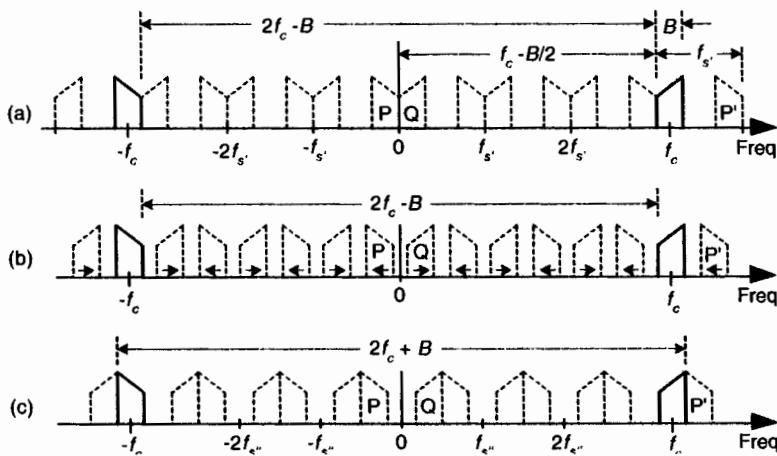 2f_c - B
B
f_c - B/2
f_s'
(a)
P
Q
P'
-f_c
-2f_s'
-f_s'
0
f_s'
2f_s'
f_c
Freq
2f_c - B
(b)
P
Q
P'
-f_c
0
f_c
Freq
2f_c + B
(c)
P
Q
P'
-f_c
-2f_s"
-f_s"
0
f_s"
2f_s"
f_c
Freq